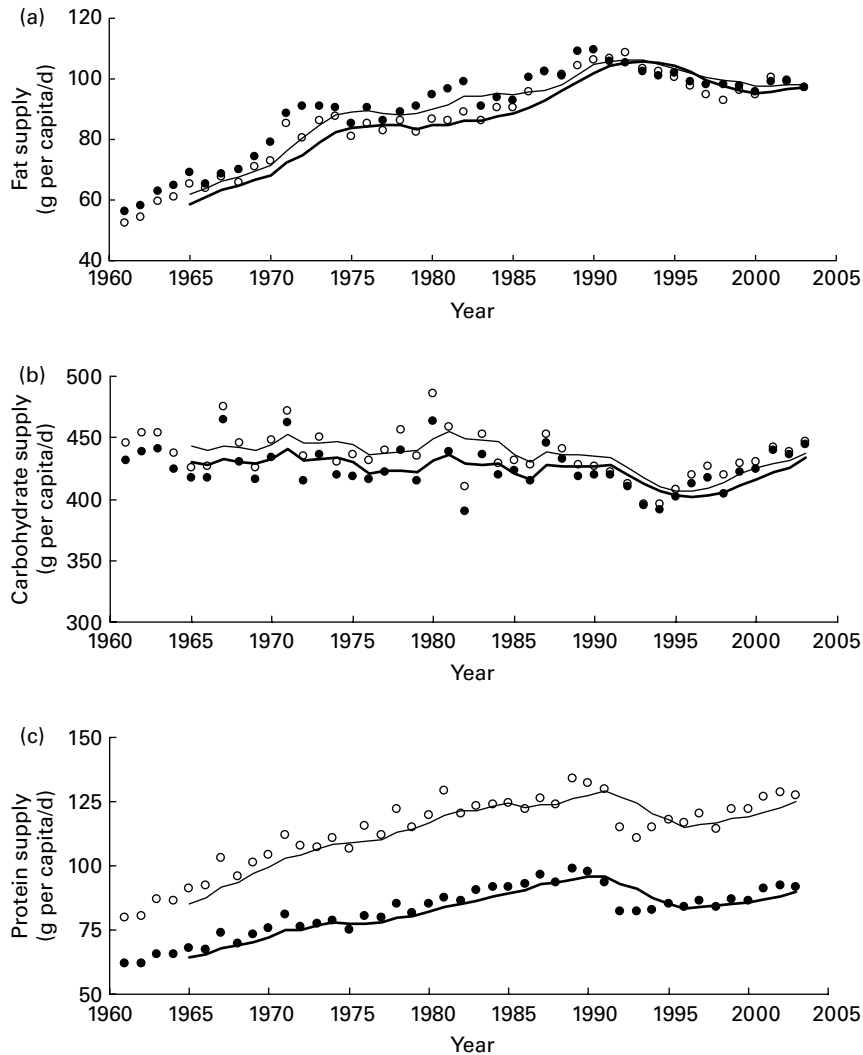 (a)
120
100
80
60
40
Fat supply
(g per capita/d)
1960 1965 1970 1975 1980 1985 1990 1995 2000 2005
Year
(b)
500
450
400
350
300
Carbohydrate supply
(g per capita/d)
1960 1965 1970 1975 1980 1985 1990 1995 2000 2005
Year
(c)
150
125
100
75
50
Protein supply
(g per capita/d)
1960 1965 1970 1975 1980 1985 1990 1995 2000 2005
Year